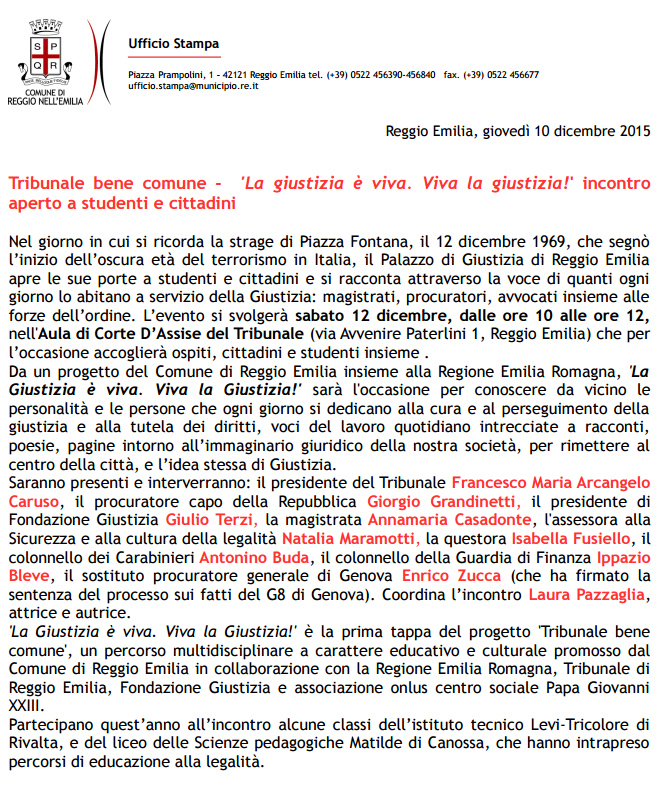 S P
Q R
COMUNE DI
REGGIO NELL'EMILIA
Ufficio Stampa
Piazza Prampolini, 1 - 42121 Reggio Emilia tel. (+39) 0522 456390-456840 fax. (+39) 0522 456677
ufficio.stampa@municipio.re.it
Reggio Emilia, giovedì 10 dicembre 2015
Tribunale bene comune - 'La giustizia è viva. Viva la giustizia!' incontro
aperto a studenti e cittadini
Nel giorno in cui si ricorda la strage di Piazza Fontana, il 12 dicembre 1969, che segnò
l'inizio dell'oscura età del terrorismo in Italia, il Palazzo di Giustizia di Reggio Emilia
apre le sue porte a studenti e cittadini e si racconta attraverso la voce di quanti ogni
giorno lo abitano a servizio della Giustizia: magistrati, procuratori, avvocati insieme alle
forze dell'ordine. L'evento si svolgerà sabato 12 dicembre, dalle ore 10 alle ore 12,
nell'Aula di Corte D'Assise del Tribunale (via Avvenire Paterlini 1, Reggio Emilia) che per
l'occasione accoglierà ospiti, cittadini e studenti insieme .
Da un progetto del Comune di Reggio Emilia insieme alla Regione Emilia Romagna, 'La
Giustizia è viva. Viva la Giustizia!' sarà l'occasione per conoscere da vicino le
personalità e le persone che ogni giorno si dedicano alla cura e al perseguimento della
giustizia e alla tutela dei diritti, voci del lavoro quotidiano intrecciate a racconti,
poesie, pagine intorno all'immaginario giuridico della nostra società, per rimettere al
centro della città, e l'idea stessa di Giustizia.
Saranno presenti e interverranno: il presidente del Tribunale Francesco Maria Arcangelo
Caruso, il procuratore capo della Repubblica Giorgio Grandinetti, il presidente di
Fondazione Giustizia Giulio Terzi, la magistrata Annamaria Casadonte, l'assessora alla
Sicurezza e alla cultura della legalità Natalia Maramotti, la questora Isabella Fusiello, il
colonnello dei Carabinieri Antonino Buda, il colonnello della Guardia di Finanza Ippazio
Bleve, il sostituto procuratore generale di Genova Enrico Zucca (che ha firmato la
sentenza del processo sui fatti del G8 di Genova). Coordina l'incontro Laura Pazzaglia,
attrice e autrice.
'La Giustizia è viva. Viva la Giustizia!' è la prima tappa del progetto 'Tribunale bene
comune', un percorso multidisciplinare a carattere educativo e culturale promosso dal
Comune di Reggio Emilia in collaborazione con la Regione Emilia Romagna, Tribunale di
Reggio Emilia, Fondazione Giustizia e associazione onlus centro sociale Papa Giovanni
XXIII.
Partecipano quest'anno all'incontro alcune classi dell'istituto tecnico Levi-Tricolore di
Rivalta, e del liceo delle Scienze pedagogiche Matilde di Canossa, che hanno intrapreso
percorsi di educazione alla legalità.